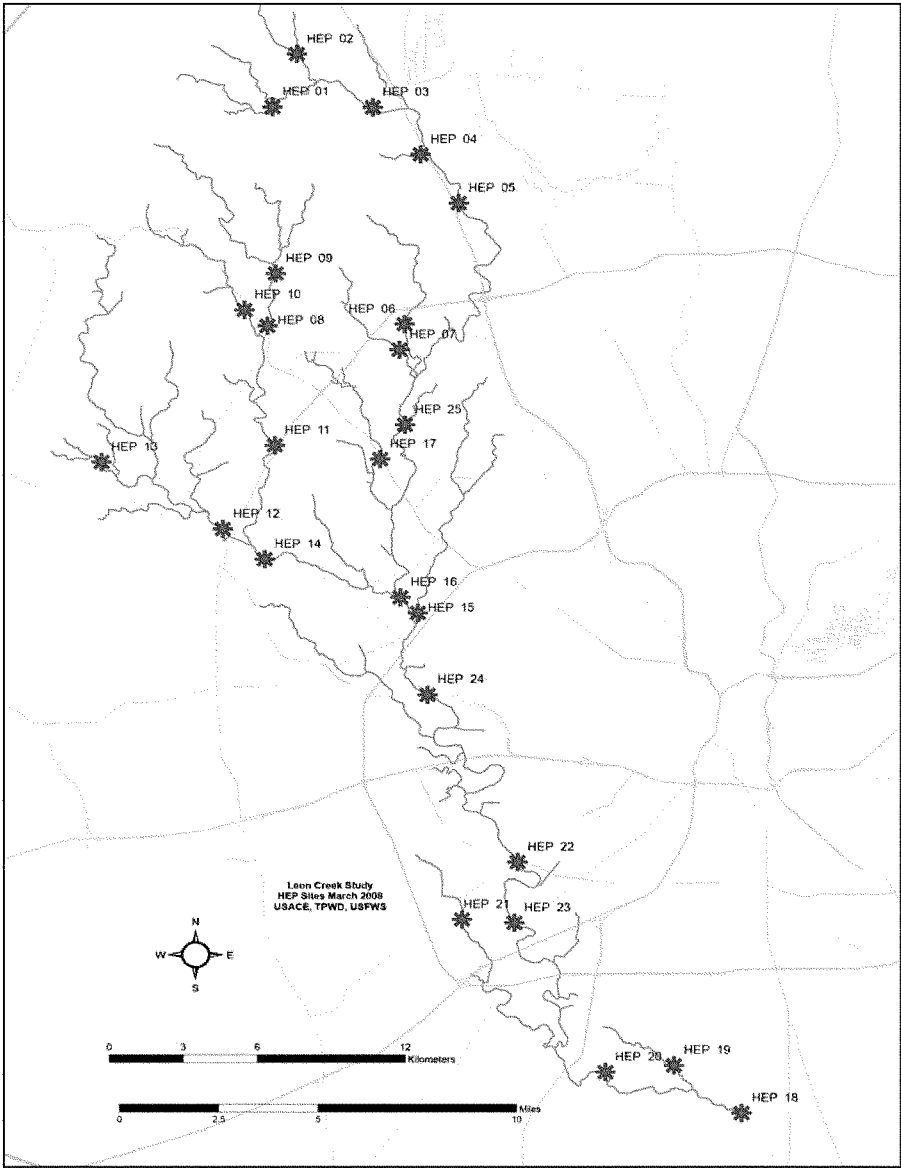 HEP 02
HEP 01
HEP 03
HEP 04
HEP 05
HEP 09
HEP 10
HEP 06
HEP 08
HEP 07
HEP 25
HEP 11
HEP 17
HEP 13
HEP 12
HEP 14
HEP 16
HEP 15
HEP 24
HEP 22
Leon Creek Study
HEP Sites March 2008
USACE, TPWD, USFWS
HEP 21
HEP 23
N
W E
S
0 3 6 12
Kilometers
HEP 20
HEP 19
HEP 18
Miles
0 2.5 5 10